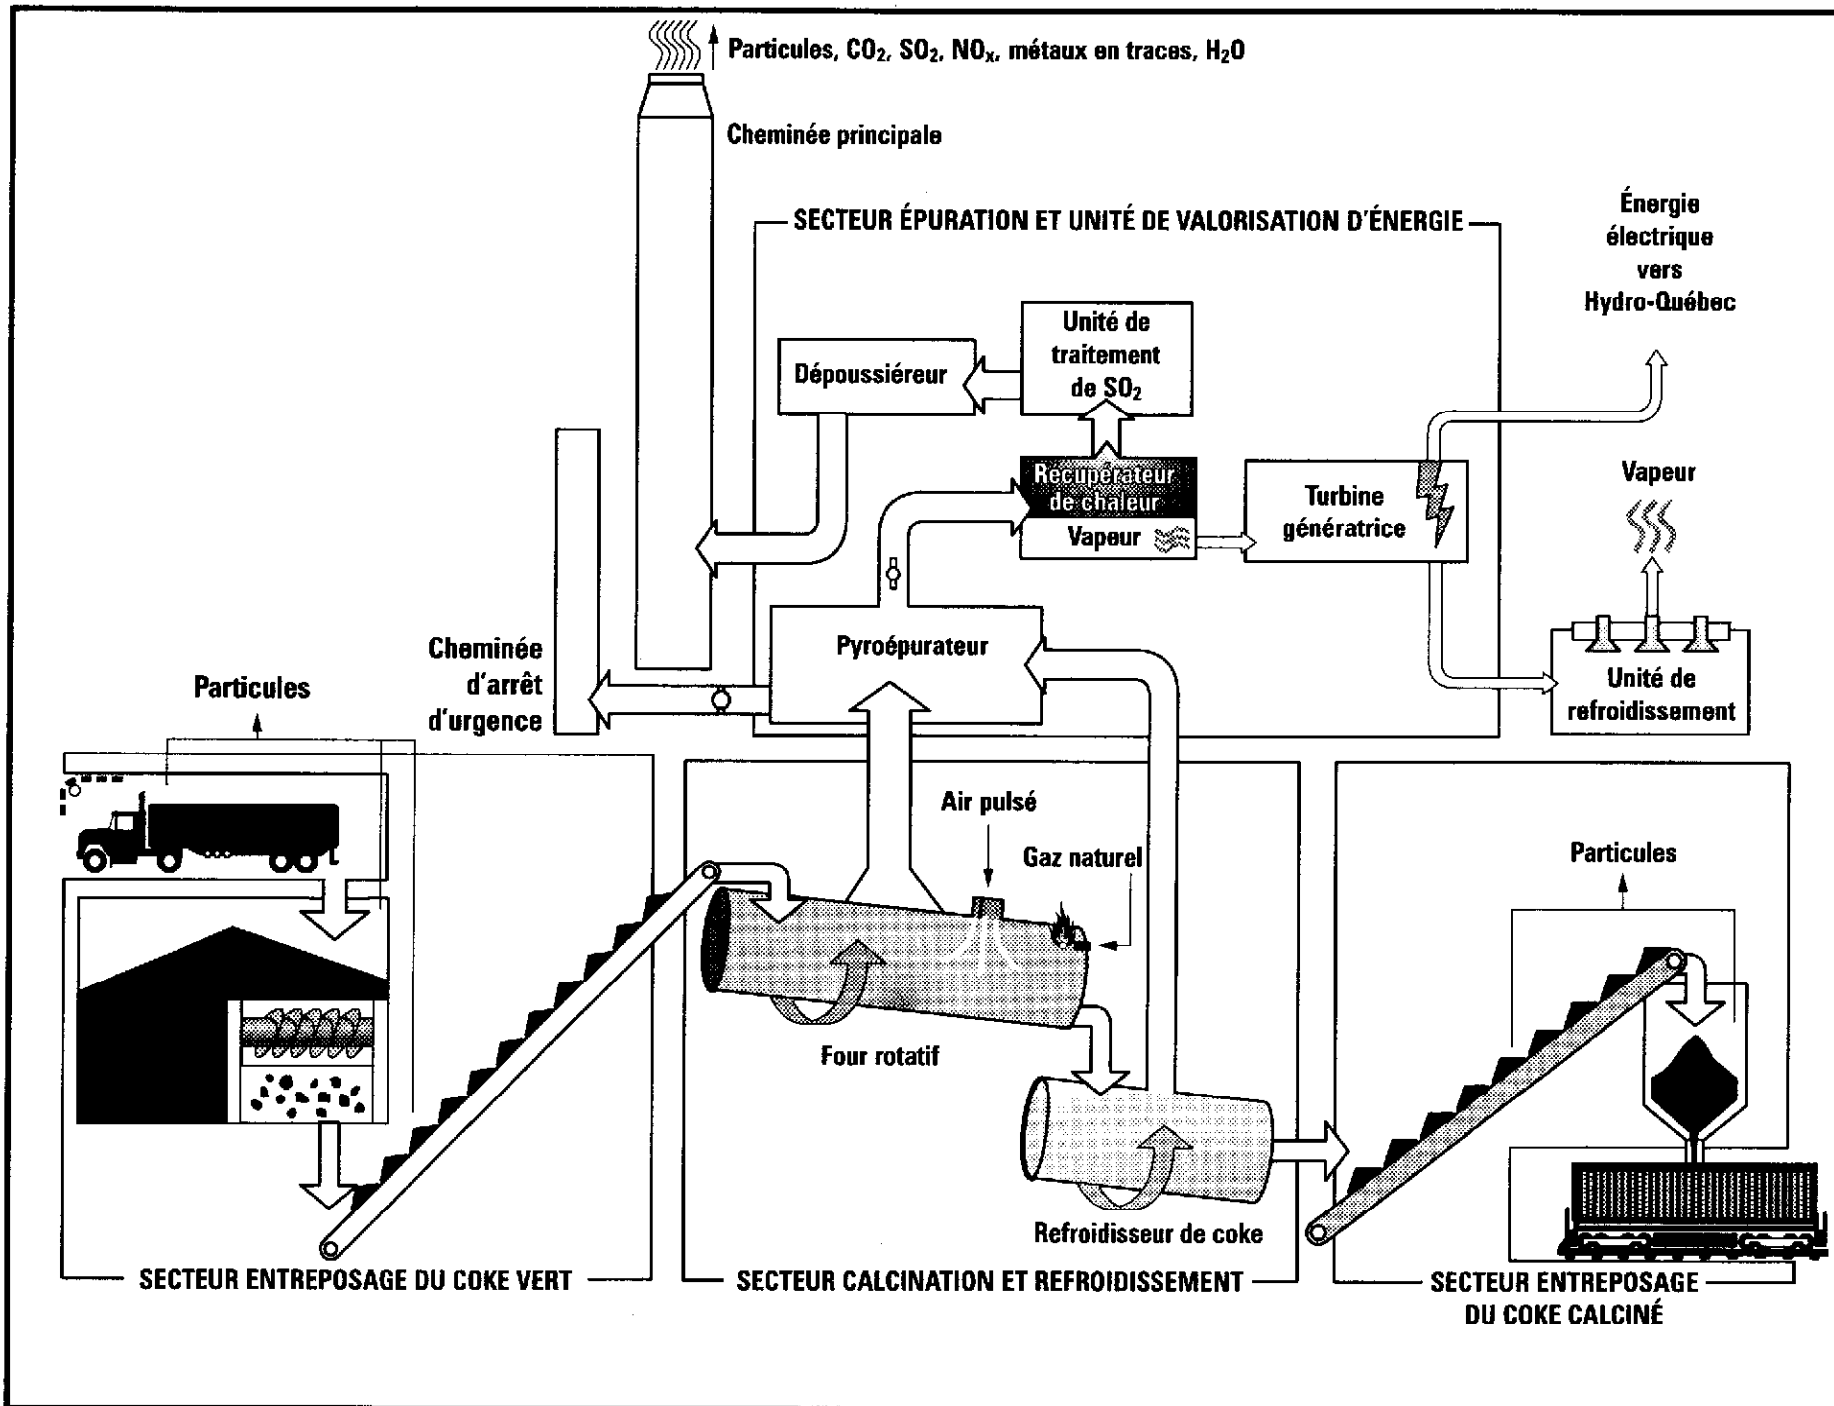 Particules, CO₂, SO₂, NOₓ, métaux en traces, H₂O
Cheminée principale
SECTEUR ÉPURATION ET UNITÉ DE VALORISATION D'ÉNERGIE
Énergie
électrique
vers
Hydro-Québec
Unité de
traitement
de SO₂
Dépoussiéreur
Récupérateur
de chaleur
Vapeur
Turbine
génératrice
Vapeur
Pyroépurateur
Unité de
refroidissement
Cheminée
d'arrêt
d'urgence
Particules
Air pulsé
Gaz naturel
Four rotatif
Refroidisseur de coke
Particules
SECTEUR ENTREPOSAGE DU COKE VERT
SECTEUR CALCINATION ET REFROIDISSEMENT
SECTEUR ENTREPOSAGE
DU COKE CALCINÉ